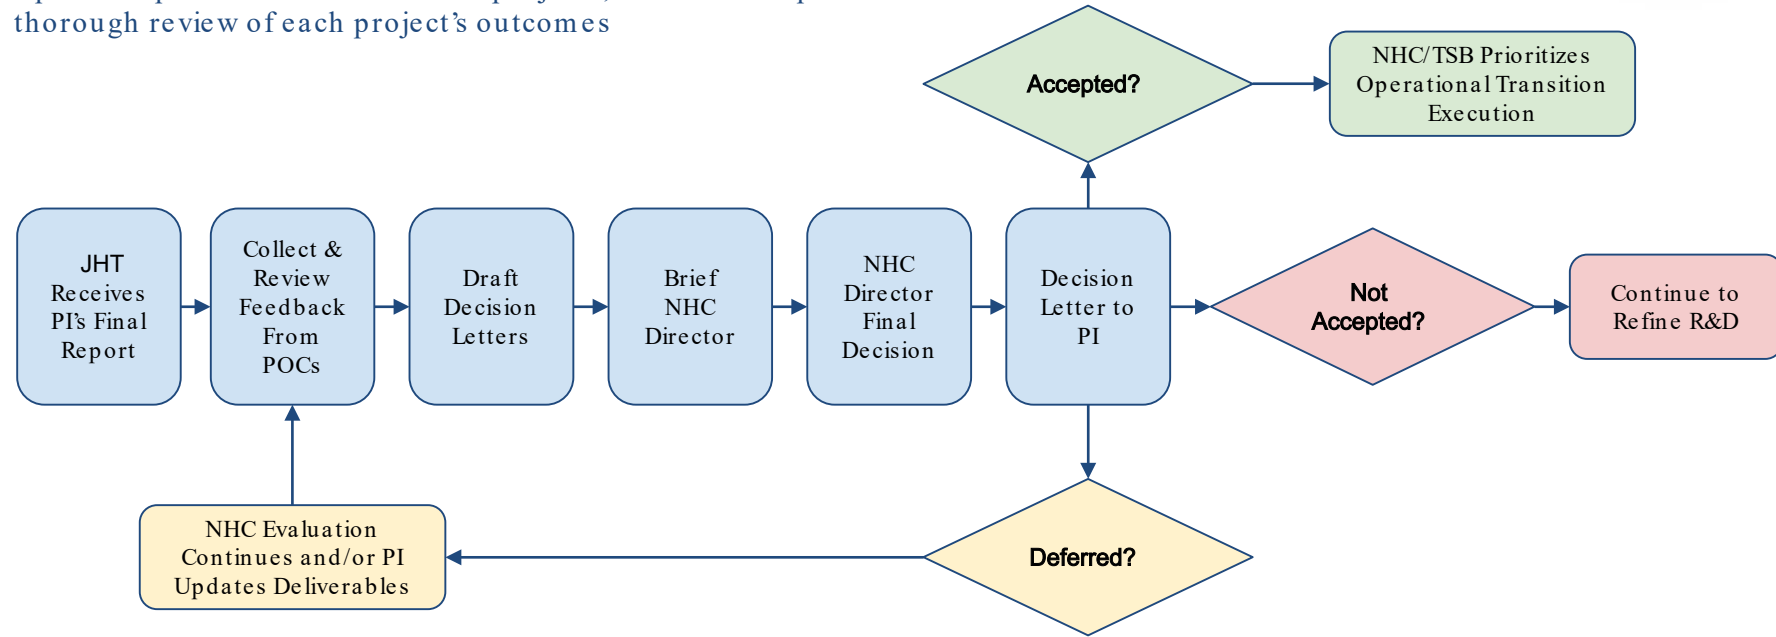 thorough review of each project’s outcomes
Accepted?
NHC/TSB Prioritizes
Operational Transition
Execution
JHT
Receives
PI’s Final
Report
Collect &
Review
Feedback
From
POCs
Draft
Decision
Letters
Brief
NHC
Director
NHC
Director
Final
Decision
Decision
Letter to
PI
Not
Accepted?
Continue to
Refine R&D
NHC Evaluation
Continues and/or PI
Updates Deliverables
Deferred?